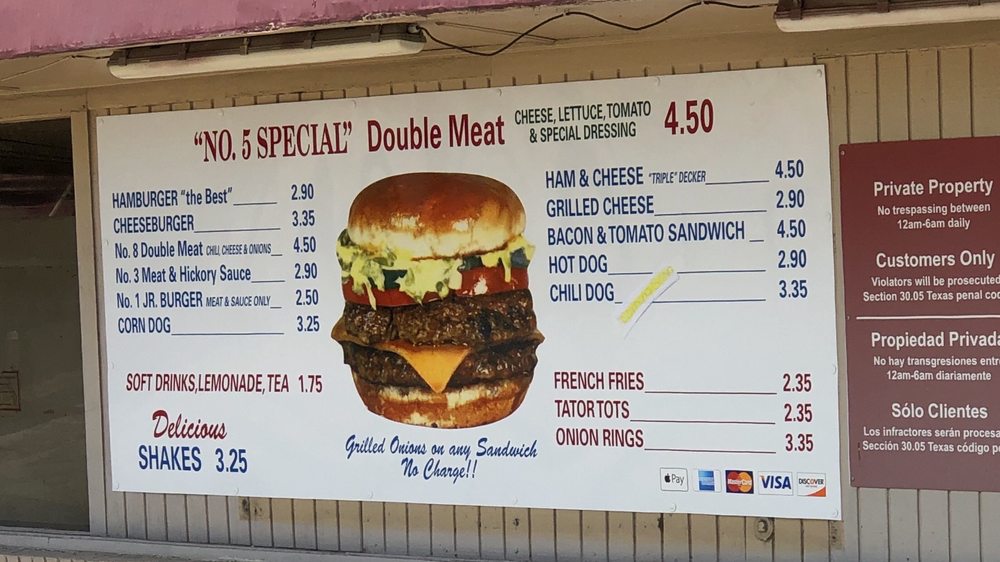 "NO. 5 SPECIAL" Double Meat CHEESE, LETTUCE, TOMATO & SPECIAL DRESSING 4.50
HAMBURGER "the Best" 2.90
CHEESEBURGER 3.35
No. 8 Double Meat CHILI, CHEESE & ONIONS 4.50
No. 3 Meat & Hickory Sauce 2.90
No. 1 JR. BURGER MEAT & SAUCE ONLY 2.50
CORN DOG 3.25
SOFT DRINKS, LEMONADE, TEA 1.75
Delicious
SHAKES 3.25
Grilled Onions on any Sandwich
No Charge!!
HAM & CHEESE "TRIPLE" DECKER 4.50
GRILLED CHEESE 2.90
BACON & TOMATO SANDWICH 4.50
HOT DOG 2.90
CHILI DOG 3.35
FRENCH FRIES 2.35
TATOR TOTS 2.35
ONION RINGS 3.35
Pay MasterCard VISA DISCOVER
Private Property
No trespassing between
12am-6am daily
Customers Only
Violators will be prosecuted
Section 30.05 Texas penal
Propiedad
No hay transgresiones
12am-6am diariamente
Sólo Clientes
Los infractores serán
Sección 30.05 Texas código